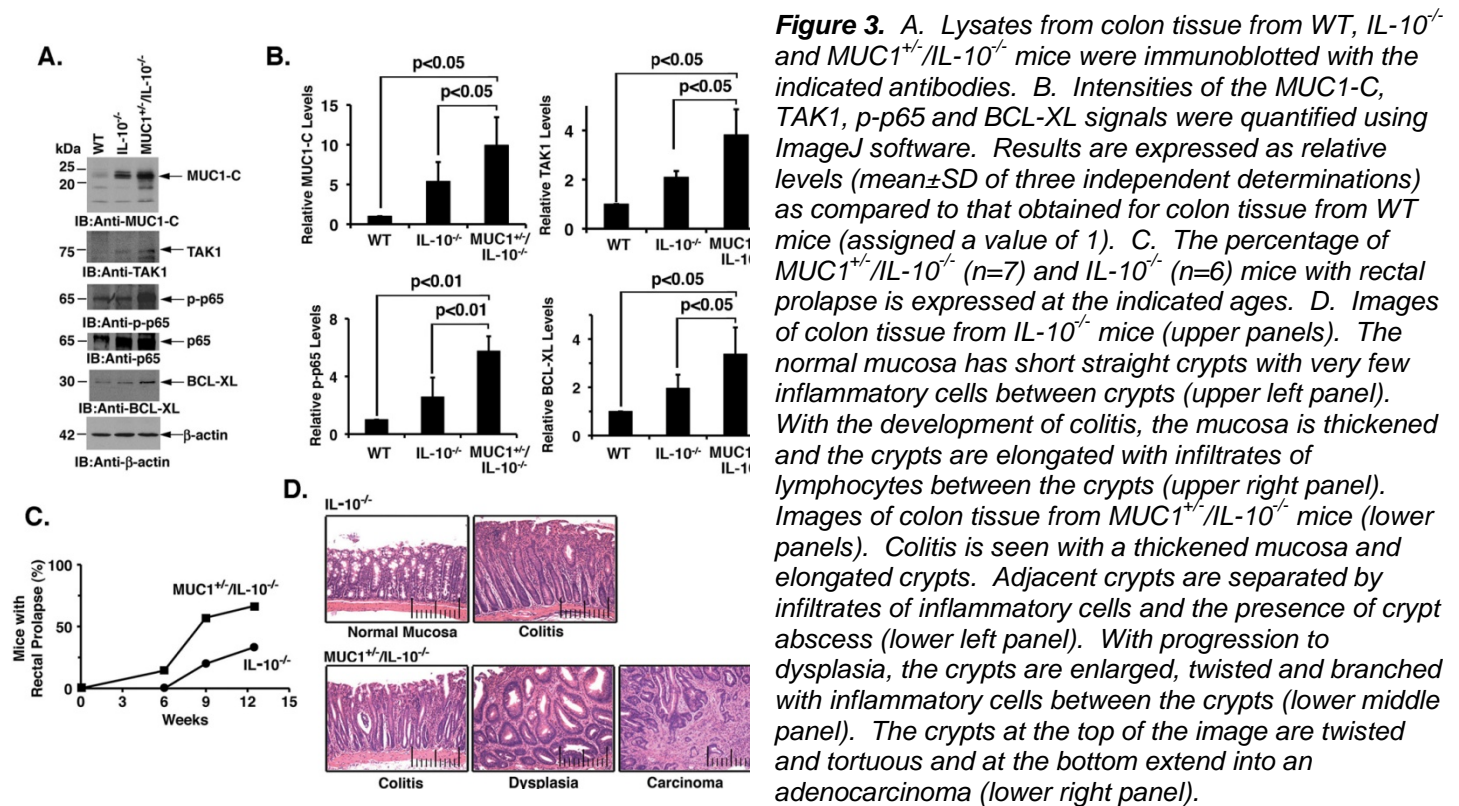 A.
WT
IL-10-/-
MUC1+/-/IL-10-/-
kDa
25
20
MUC1-C
IB:Anti-MUC1-C
75
TAK1
IB:Anti-TAK1
65
p-p65
IB:Anti-p-p65
65
p65
IB:Anti-p65
30
BCL-XL
IB:Anti-BCL-XL
42
β-actin
IB:Anti-β-actin
B.
p<0.05
p<0.05
Relative MUC1-C Levels
15
10
5
0
WT
IL-10-/-
MUC1+/-/
IL-10-/-
p<0.05
p<0.05
Relative TAK1 Levels
4
2
0
WT
IL-10-/-
MUC1
IL-10
p<0.01
p<0.01
Relative p-p65 Levels
8
4
0
WT
IL-10-/-
MUC1+/-/
IL-10-/-
p<0.05
p<0.05
Relative BCL-XL Levels
4
2
0
WT
IL-10-/-
MUC1
IL-10
C.
Mice with
Rectal Prolapse (%)
100
50
0
MUC1+/-/IL-10-/-
IL-10-/-
0 3 6 9 12 15
Weeks
D.
IL-10-/-
Normal Mucosa
Colitis
MUC1+/-/IL-10-/-
Colitis
Dysplasia
Carcinoma
Figure 3. A. Lysates from colon tissue from WT, IL-10-/-
and MUC1+/-/IL-10-/- mice were immunoblotted with the
indicated antibodies. B. Intensities of the MUC1-C,
TAK1, p-p65 and BCL-XL signals were quantified using
ImageJ software. Results are expressed as relative
levels (mean±SD of three independent determinations)
as compared to that obtained for colon tissue from WT
mice (assigned a value of 1). C. The percentage of
MUC1+/-/IL-10-/- (n=7) and IL-10-/- (n=6) mice with rectal
prolapse is expressed at the indicated ages. D. Images
of colon tissue from IL-10-/- mice (upper panels). The
normal mucosa has short straight crypts with very few
inflammatory cells between crypts (upper left panel).
With the development of colitis, the mucosa is thickened
and the crypts are elongated with infiltrates of
lymphocytes between the crypts (upper right panel).
Images of colon tissue from MUC1+/-/IL-10-/- mice (lower
panels). Colitis is seen with a thickened mucosa and
elongated crypts. Adjacent crypts are separated by
infiltrates of inflammatory cells and the presence of crypt
abscess (lower left panel). With progression to
dysplasia, the crypts are enlarged, twisted and branched
with inflammatory cells between the crypts (lower middle
panel). The crypts at the top of the image are twisted
and tortuous and at the bottom extend into an
adenocarcinoma (lower right panel).